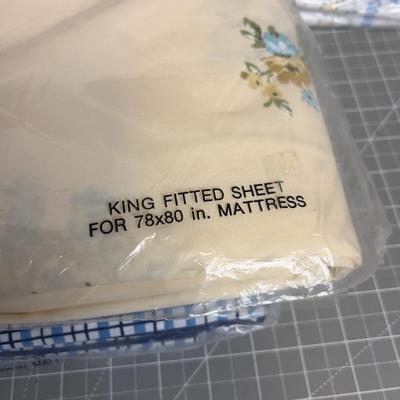 KING FITTED SHEET
FOR 78x80 in. MATTRESS